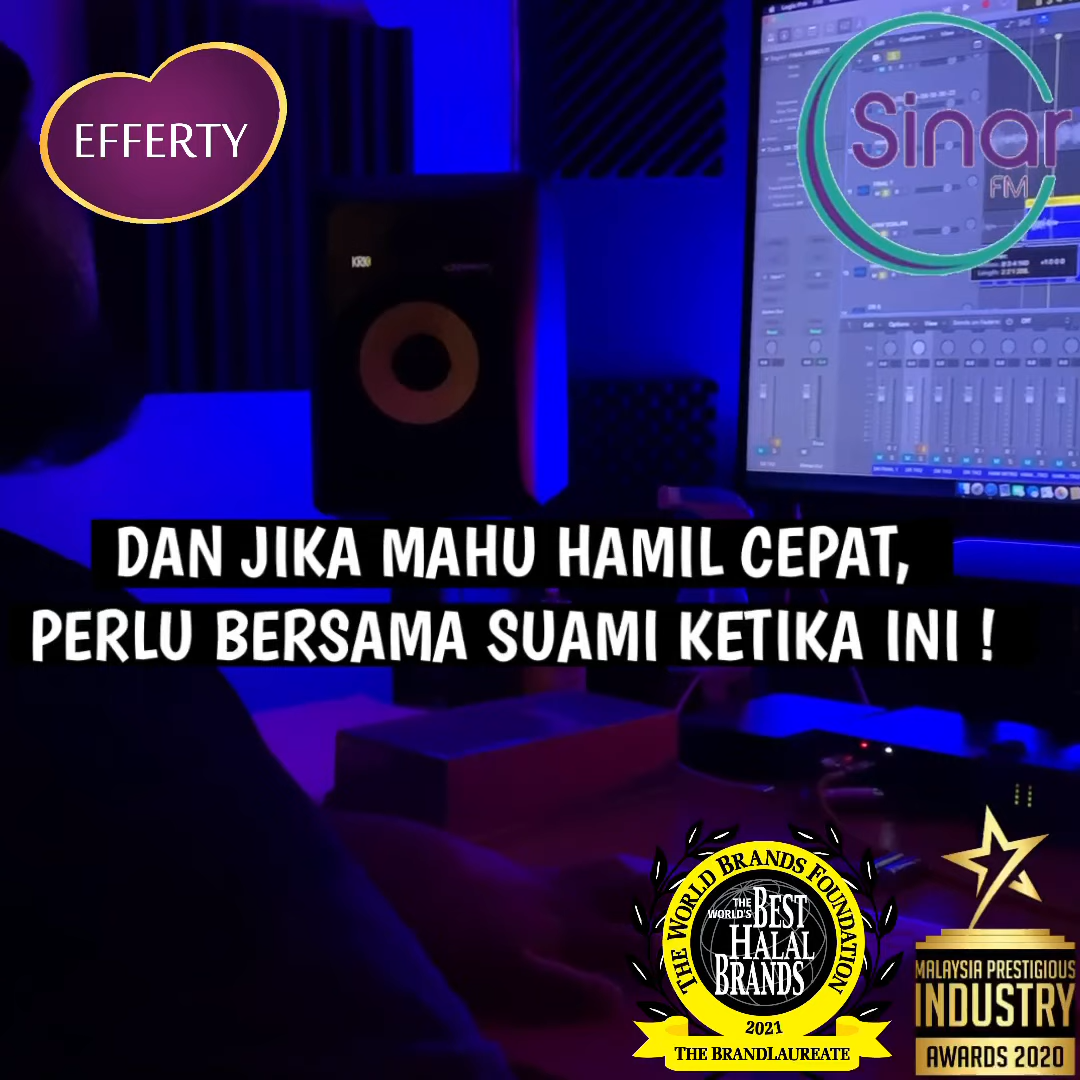 EFFERTY
Sinar
FM
KRK
DAN JIKA MAHU HAMIL CEPAT,
PERLU BERSAMA SUAMI KETIKA INI !
THE WORLD BRANDS FOUNDATION
THE WORLD'S BEST
HALAL
BRANDS
2021
THE BRANDLAUREATE
MALAYSIA PRESTIGIOUS
INDUSTRY
AWARDS 2020